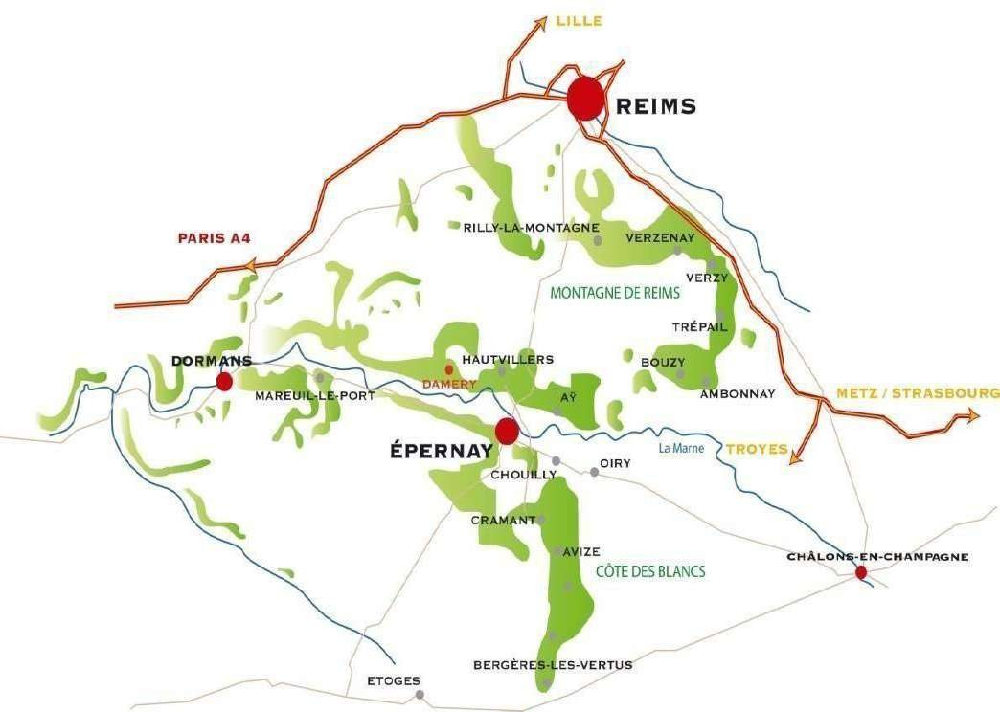 LILLE
REIMS
PARIS A4
RILLY-LA-MONTAGNE
VERZENAY
VERZY
MONTAGNE DE REIMS
TRÉPAIL
DORMANS
HAUTVILLERS
BOUZY
DAMERY
MAREUIL-LE-PORT
AŸ
AMBONNAY
METZ / STRASBOURG
ÉPERNAY
La Marne
TROYES
CHOUILLY
OIRY
CRAMANT
AVIZE
CÔTE DES BLANCS
CHÂLONS-EN-CHAMPAGNE
BERGÈRES-LES-VERTUS
ETOGES